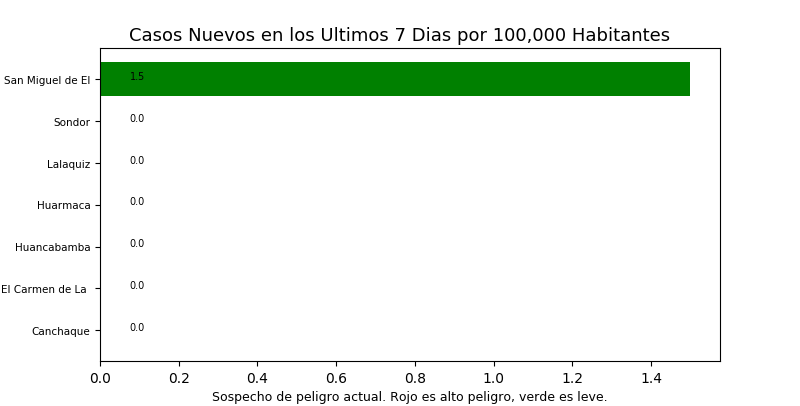 Casos Nuevos en los Ultimos 7 Dias por 100,000 Habitantes
San Miguel de El 1.5
Sondor 0.0
Lalaquiz 0.0
Huarmaca 0.0
Huancabamba 0.0
El Carmen de La 0.0
Canchaque 0.0
0.0 0.2 0.4 0.6 0.8 1.0 1.2 1.4
Sospecho de peligro actual. Rojo es alto peligro, verde es leve.